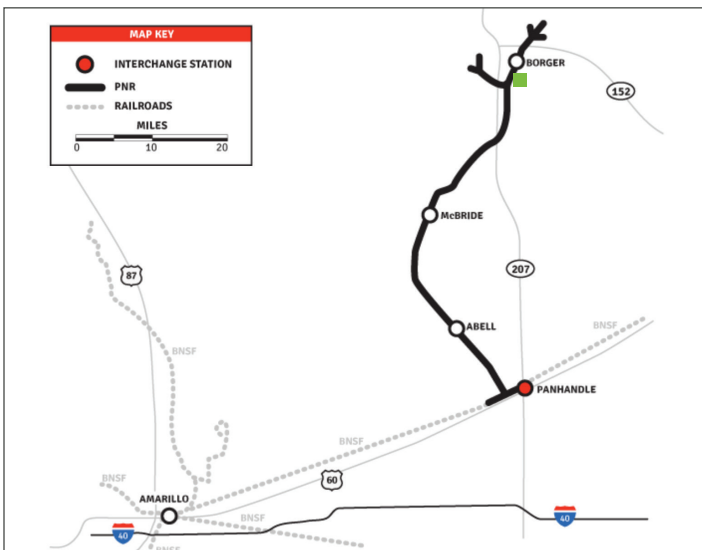 MAP KEY
INTERCHANGE STATION
PNR
RAILROADS
MILES
0 10 20
BORGER
152
McBRIDE
207
87
ABELL
BNSF
BNSF
PANHANDLE
BNSF
60
BNSF
AMARILLO
BNSF
40
40
BNSF